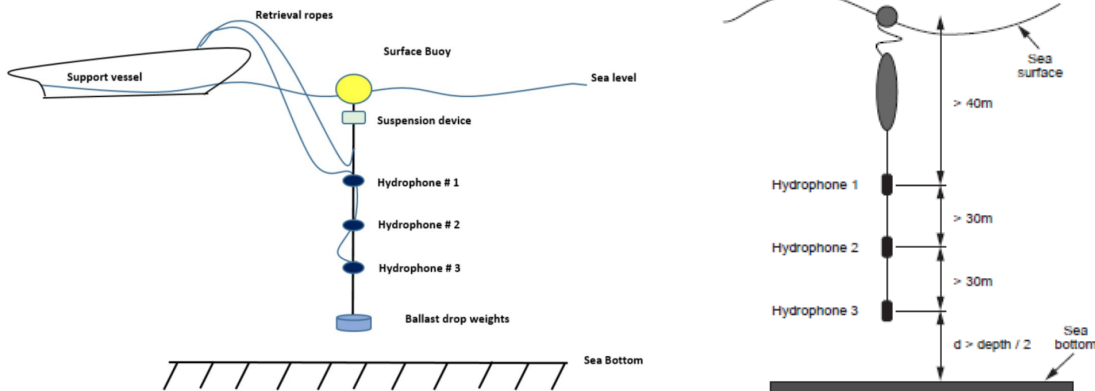 Retrieval ropes
Surface Buoy
Support vessel
Sea level
Suspension device
Hydrophone # 1
Hydrophone # 2
Hydrophone # 3
Ballast drop weights
Sea Bottom
Sea
surface
> 40m
Hydrophone 1
> 30m
Hydrophone 2
> 30m
Hydrophone 3
d > depth / 2
Sea
bottom